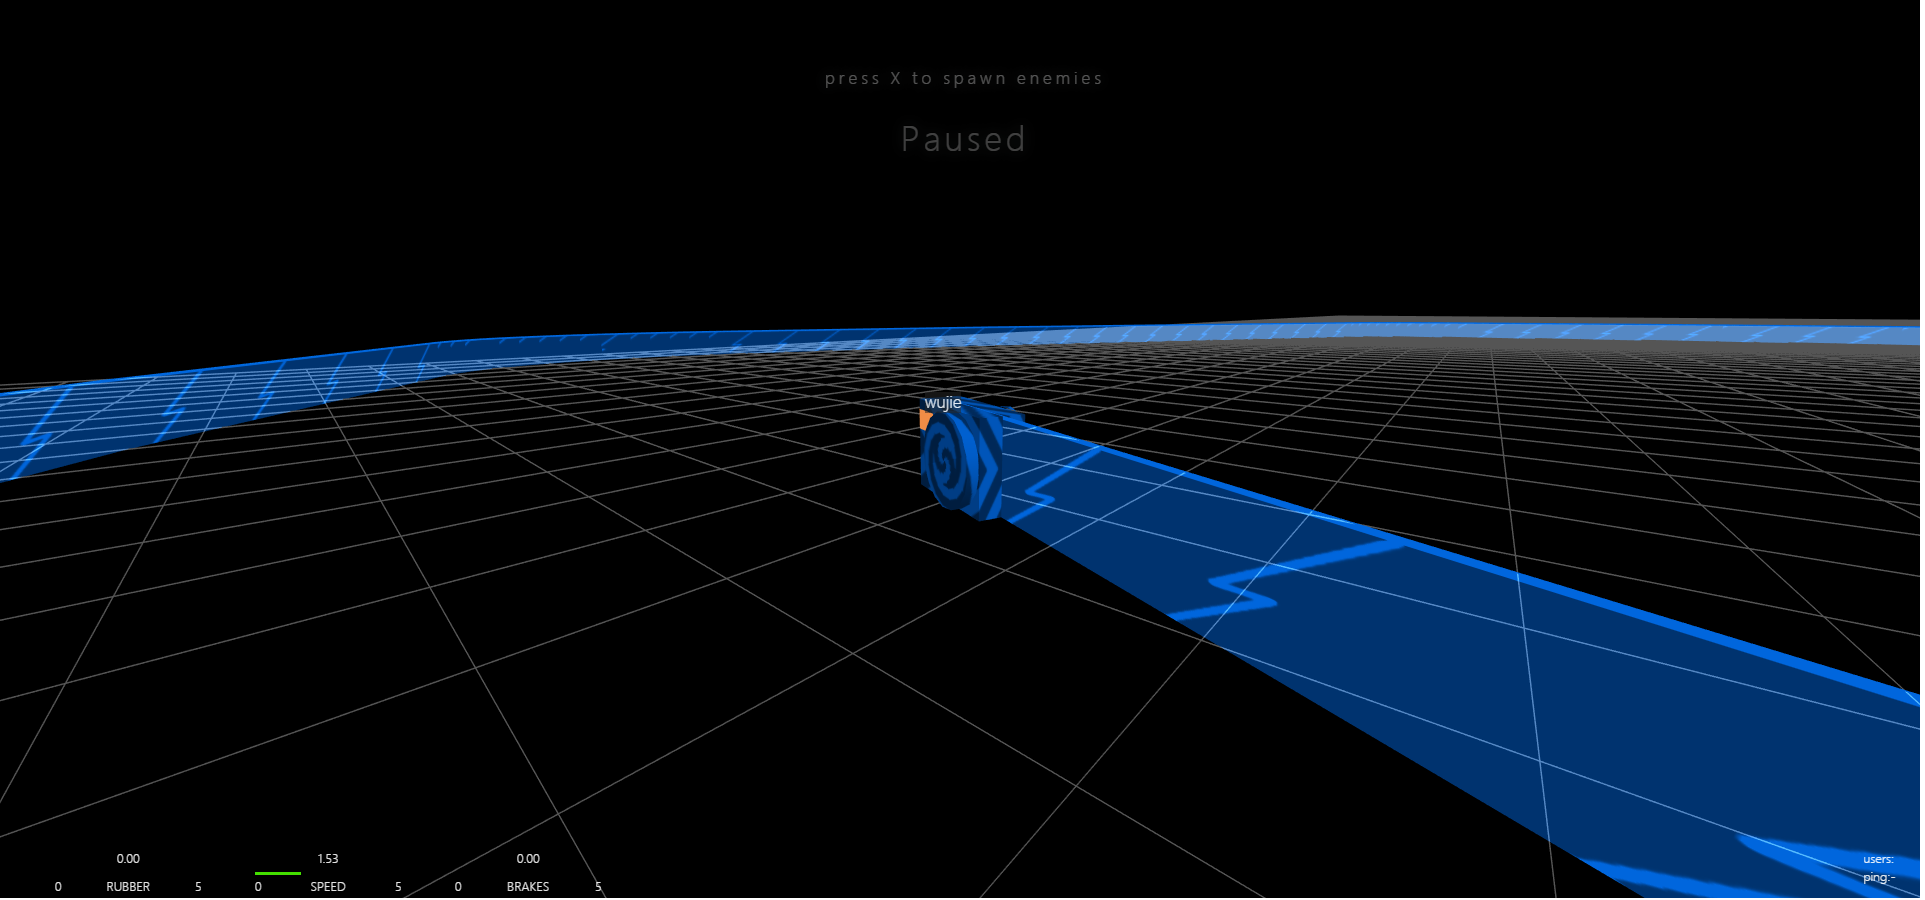 press X to spawn enemies
Paused
wujie
0.00
0 RUBBER 5
1.53
0 SPEED 5
0.00
0 BRAKES 5
users:
ping:-